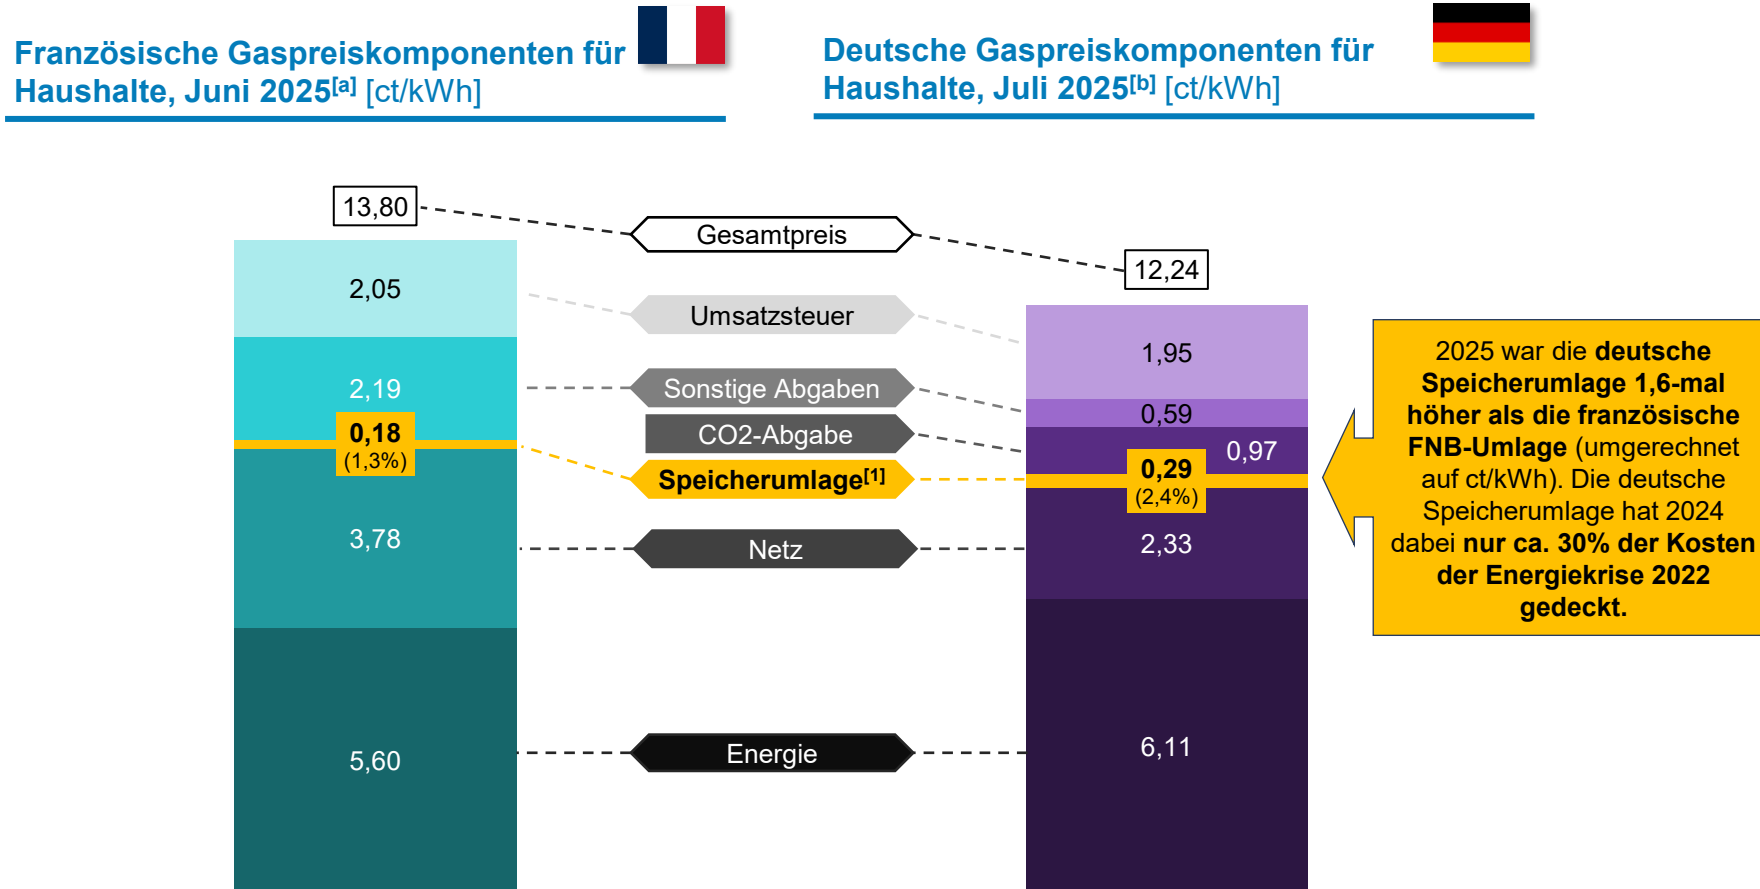 Französische Gaspreiskomponenten für
Haushalte, Juni 2025[a] [ct/kWh]
Deutsche Gaspreiskomponenten für
Haushalte, Juli 2025[b] [ct/kWh]
13,80
Gesamtpreis
12,24
2,05
Umsatzsteuer
1,95
2,19
Sonstige Abgaben
0,59
CO2-Abgabe
0,97
0,18
(1,3%)
Speicherumlage[1]
0,29
(2,4%)
3,78
Netz
2,33
5,60
Energie
6,11
2025 war die deutsche
Speicherumlage 1,6-mal
höher als die französische
FNB-Umlage (umgerechnet
auf ct/kWh). Die deutsche
Speicherumlage hat 2024
dabei nur ca. 30% der Kosten
der Energiekrise 2022
gedeckt.